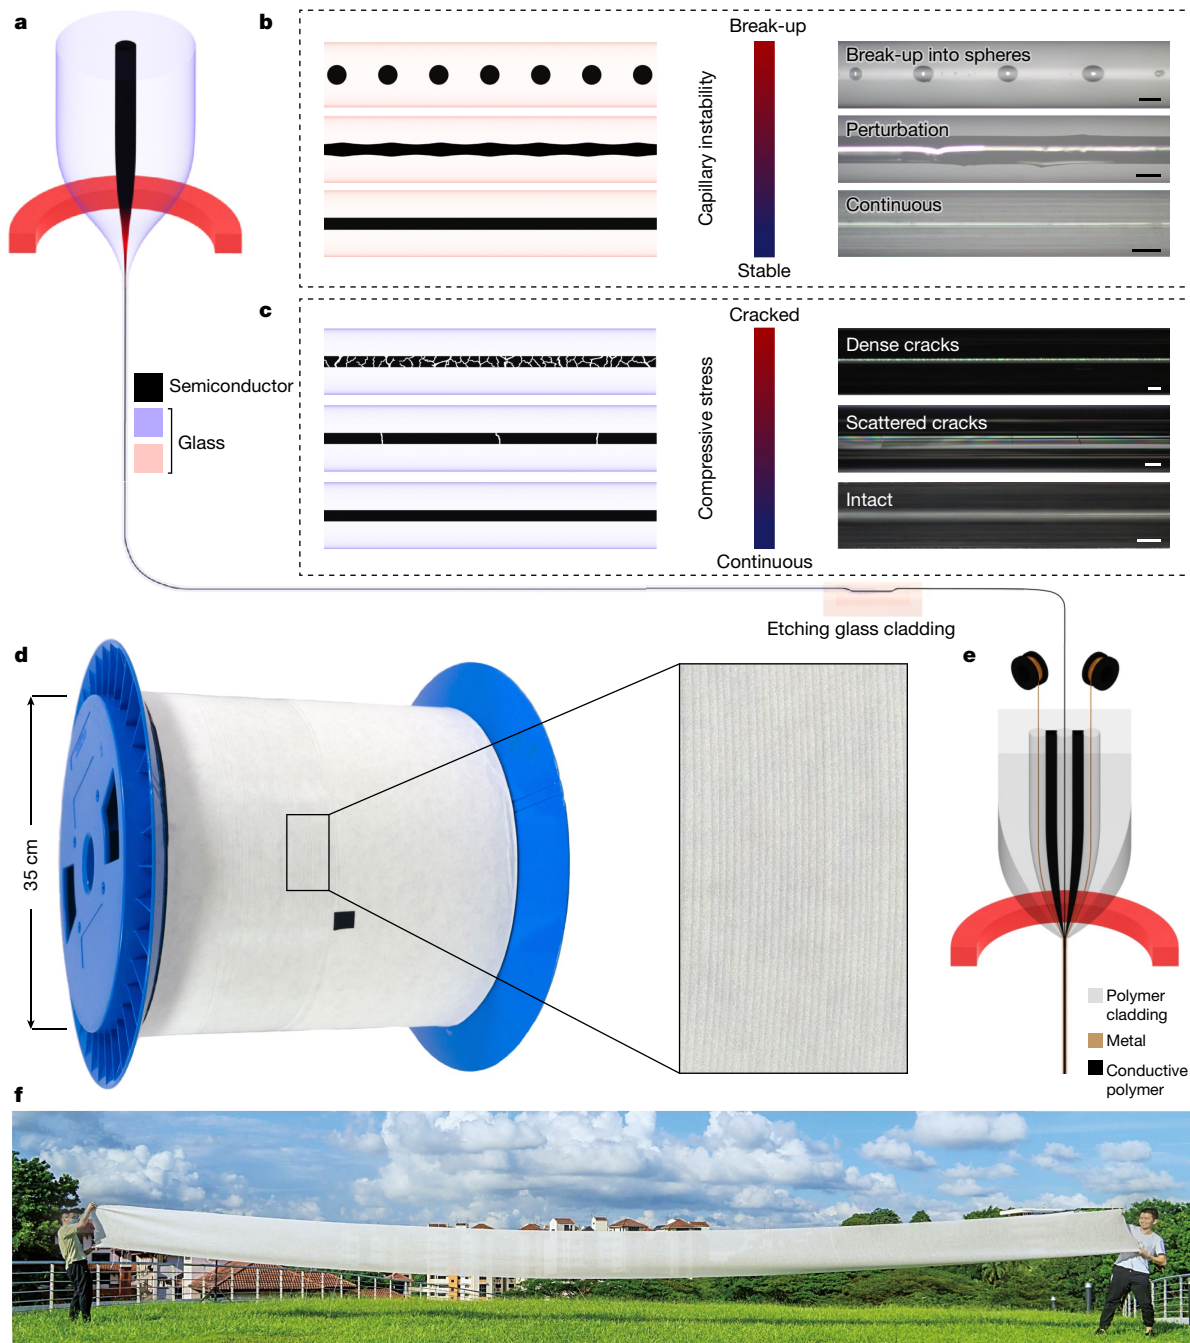 a
b
Break-up
Break-up into spheres
Perturbation
Continuous
Capillary instability
Stable
c
Cracked
Dense cracks
Scattered cracks
Intact
Compressive stress
Continuous
Semiconductor
Glass
Etching glass cladding
d
35 cm
e
Polymer
cladding
Metal
Conductive
polymer
f